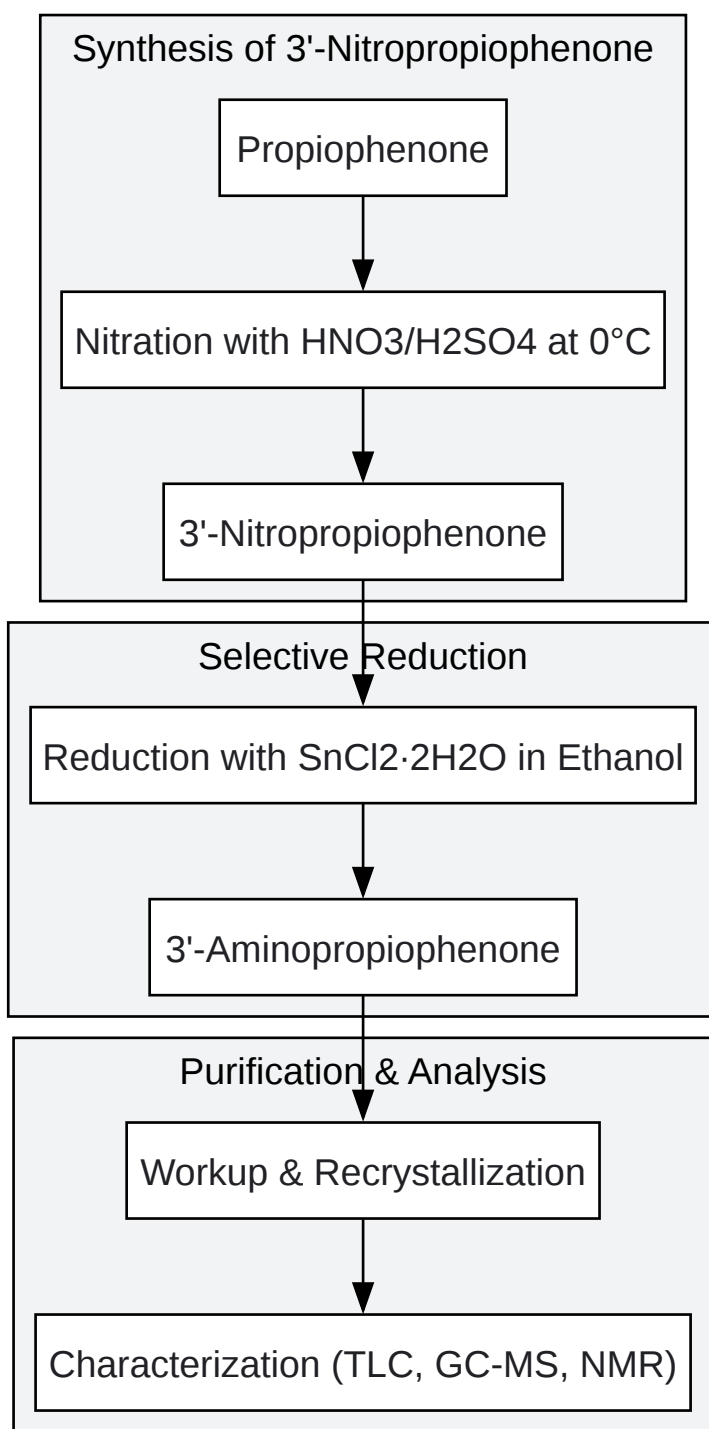 Synthesis of 3'-Nitropropiophenone
Propiophenone
Nitration with HNO3/H2SO4 at 0°C
3'-Nitropropiophenone
Selective Reduction
Reduction with SnCl2·2H2O in Ethanol
3'-Aminopropiophenone
Purification & Analysis
Workup & Recrystallization
Characterization (TLC, GC-MS, NMR)